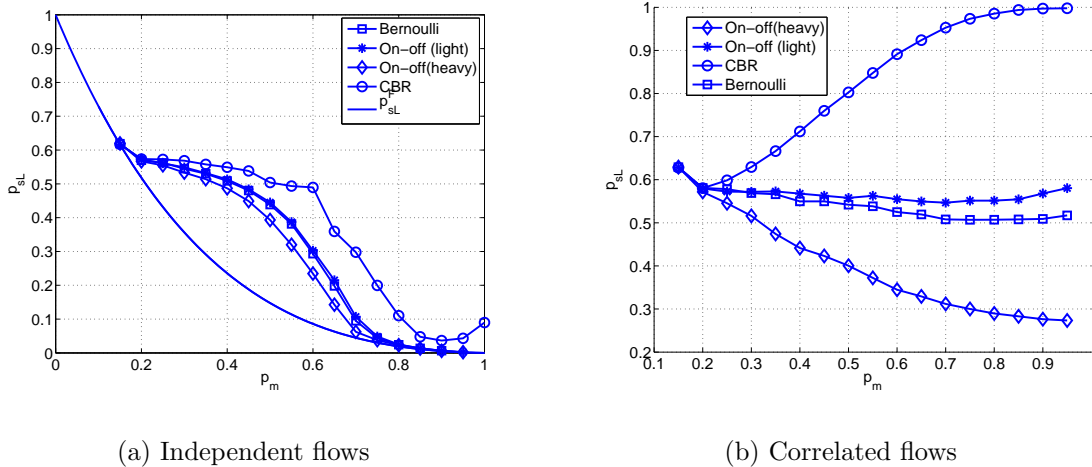 1
0.9
0.8
0.7
0.6
0.5
0.4
0.3
0.2
0.1
0
0 0.2 0.4 0.6 0.8 1
p_m
p_sL
Bernoulli
On−off (light)
On−off(heavy)
CBR
p_sL^F
(a) Independent flows
1
0.9
0.8
0.7
0.6
0.5
0.4
0.3
0.2
0.1 0.2 0.3 0.4 0.5 0.6 0.7 0.8 0.9 1
p_m
p_sL
On−off(heavy)
On−off (light)
CBR
Bernoulli
(b) Correlated flows